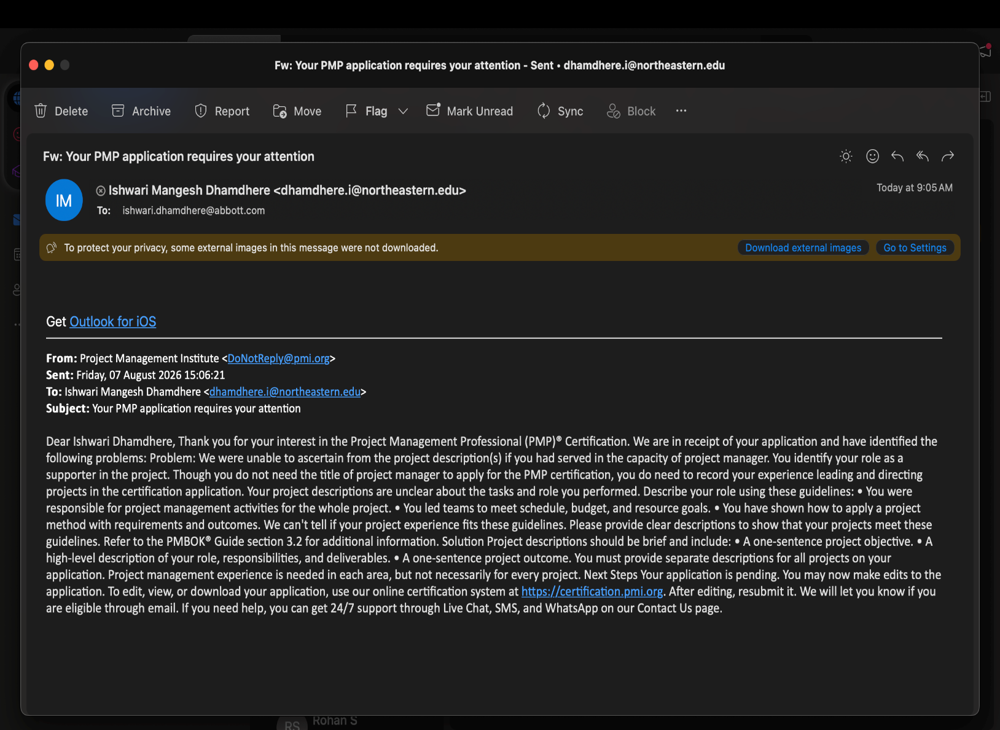 Fw: Your PMP application requires your attention - Sent • dhamdhere.i@northeastern.edu
Delete Archive Report Move Flag Mark Unread Sync Block ···
Fw: Your PMP application requires your attention
IM
Ishwari Mangesh Dhamdhere <dhamdhere.i@northeastern.edu>
Today at 9:05 AM
To: ishwari.dhamdhere@abbott.com
To protect your privacy, some external images in this message were not downloaded.
Download external images Go to Settings
Get Outlook for iOS
From: Project Management Institute <DoNotReply@pmi.org>
Sent: Friday, 07 August 2026 15:06:21
To: Ishwari Mangesh Dhamdhere <dhamdhere.i@northeastern.edu>
Subject: Your PMP application requires your attention
Dear Ishwari Dhamdhere, Thank you for your interest in the Project Management Professional (PMP)® Certification. We are in receipt of your application and have identified the
following problems: Problem: We were unable to ascertain from the project description(s) if you had served in the capacity of project manager. You identify your role as a
supporter in the project. Though you do not need the title of project manager to apply for the PMP certification, you do need to record your experience leading and directing
projects in the certification application. Your project descriptions are unclear about the tasks and role you performed. Describe your role using these guidelines: • You were
responsible for project management activities for the whole project. • You led teams to meet schedule, budget, and resource goals. • You have shown how to apply a project
method with requirements and outcomes. We can't tell if your project experience fits these guidelines. Please provide clear descriptions to show that your projects meet these
guidelines. Refer to the PMBOK® Guide section 3.2 for additional information. Solution Project descriptions should be brief and include: • A one-sentence project objective. • A
high-level description of your role, responsibilities, and deliverables. • A one-sentence project outcome. You must provide separate descriptions for all projects on your
application. Project management experience is needed in each area, but not necessarily for every project. Next Steps Your application is pending. You may now make edits to the
application. To edit, view, or download your application, use our online certification system at https://certification.pmi.org. After editing, resubmit it. We will let you know if you
are eligible through email. If you need help, you can get 24/7 support through Live Chat, SMS, and WhatsApp on our Contact Us page.
RS Rohan S